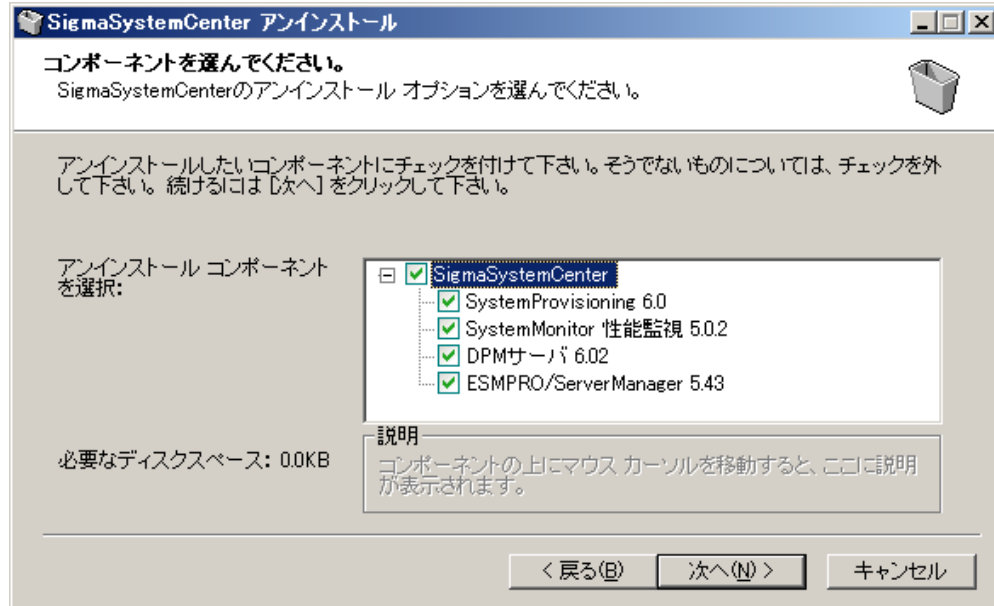 SigmaSystemCenter アンインストール
コンポーネントを選んでください。
SigmaSystemCenterのアンインストール オプションを選んでください。
アンインストールしたいコンポーネントにチェックを付けて下さい。そうでないものについては、チェックを外
して下さい。 続けるには [次へ] をクリックして下さい。
アンインストール コンポーネント
を選択:
SigmaSystemCenter
SystemProvisioning 6.0
SystemMonitor 性能監視 5.0.2
DPMサーバ 6.02
ESMPRO/ServerManager 5.43
必要なディスクスペース: 0.0KB
説明
コンポーネントの上にマウス カーソルを移動すると、ここに説明
が表示されます。
< 戻る(B)
次へ(N) >
キャンセル